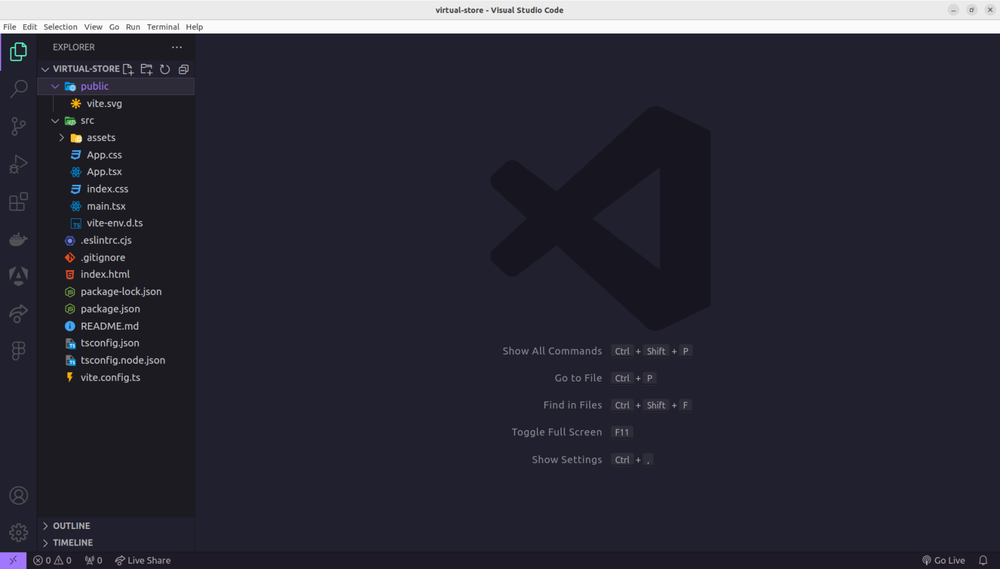 virtual-store - Visual Studio Code
File Edit Selection View Go Run Terminal Help
EXPLORER
VIRTUAL-STORE
public
vite.svg
src
assets
App.css
App.tsx
index.css
main.tsx
TS vite-env.d.ts
.eslintrc.cjs
.gitignore
index.html
package-lock.json
package.json
README.md
TS tsconfig.json
TS tsconfig.node.json
vite.config.ts
Show All Commands Ctrl + Shift + P
Go to File Ctrl + P
Find in Files Ctrl + Shift + F
Toggle Full Screen F11
Show Settings Ctrl + ,
OUTLINE
TIMELINE
0 0 0 Live Share Go Live